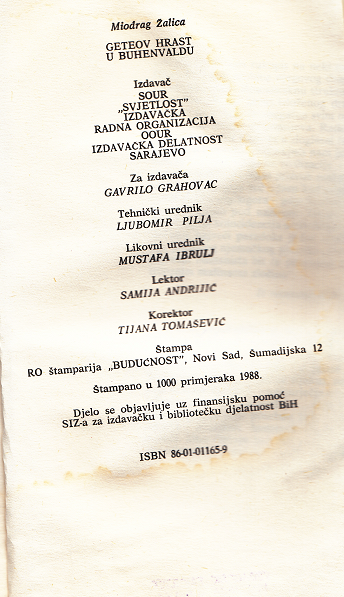 Miodrag Žalica
GETEOV HRAST
U BUHENVALDU
Izdavač
SOUR
„SVJETLOST”
IZDAVAČKA
RADNA ORGANIZACIJA
OOUR
IZDAVAČKA DELATNOST
SARAJEVO
Za izdavača
GAVRILO GRAHOVAC
Tehnički urednik
LJUBOMIR PILJA
Likovni urednik
MUSTAFA IBRULJ
Lektor
SAMIJA ANDRIJIĆ
Korektor
TIJANA TOMAŠEVIĆ
Štampa
RO štamparija „BUDUĆNOST”, Novi Sad, Šumadijska 12
Štampano u 1000 primjeraka 1988.
Djelo se objavljuje uz finansijsku pomoć
SIZ-a za izdavačku i bibliotečku djelatnost BiH
ISBN 86-01-01165-9